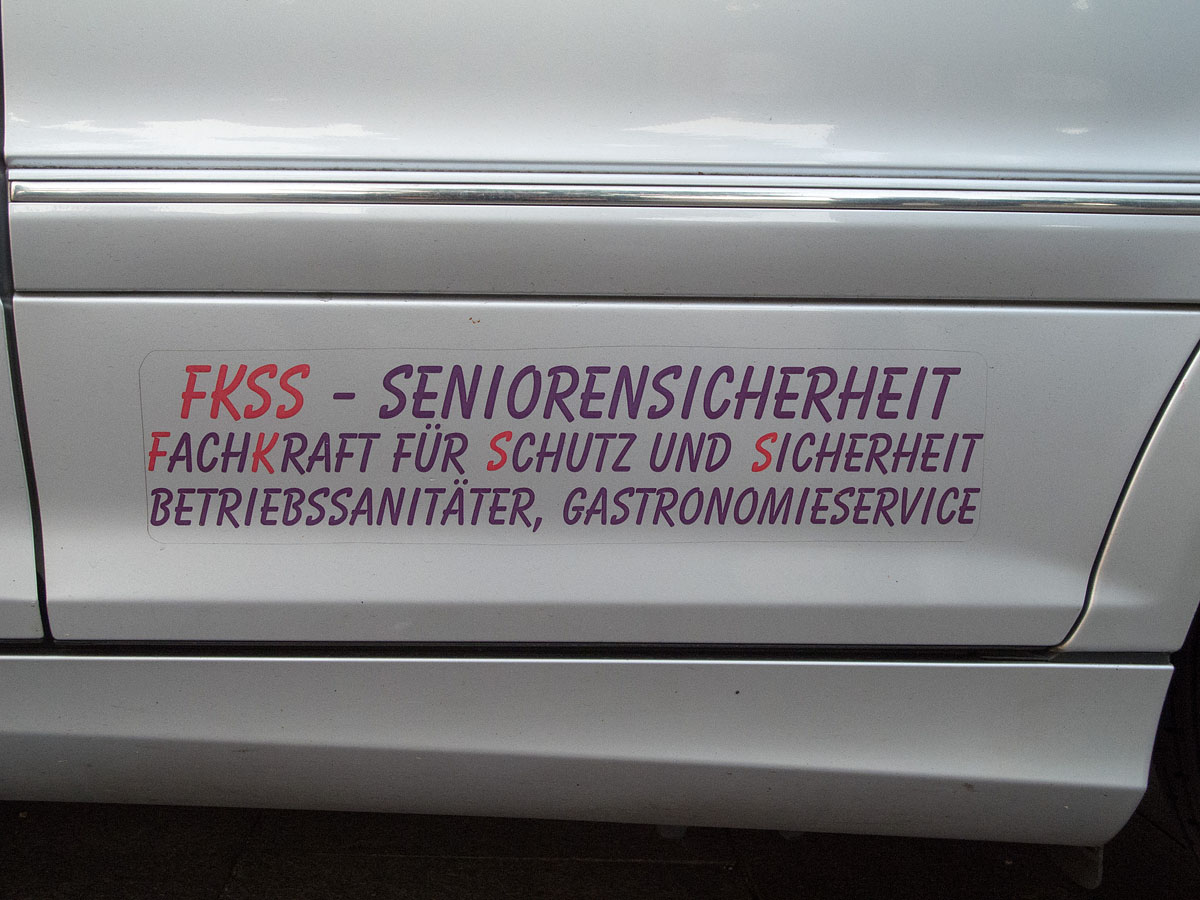 FKSS - SENIORENSICHERHEIT
FACHKRAFT FÜR SCHUTZ UND SICHERHEIT
BETRIEBSSANITÄTER, GASTRONOMIESERVICE